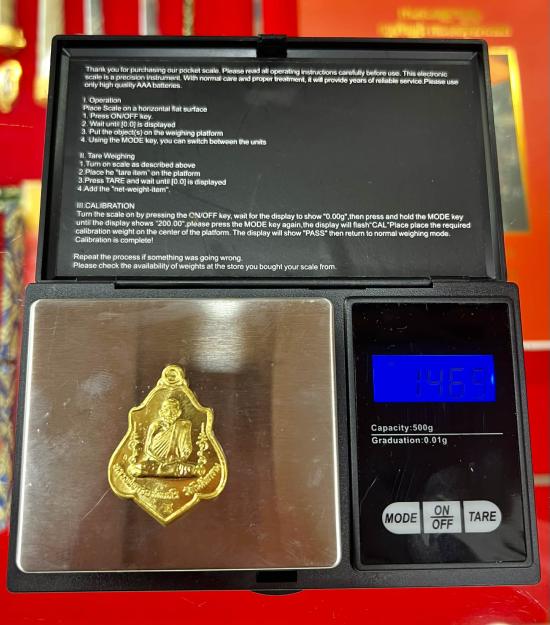 Thank you for purchasing our pocket scale. Please read all operating instructions carefully before use. This electronic
scale is a precision instrument. With normal care and proper treatment, it will provide years of reliable service.Please use
only high quality AAA batteries.
I. Operation
Place Scale on a horizontal flat surface
1. Press ON/OFF key.
2. Wait until [0.0] is displayed
3. Put the object(s) on the weighing platform
4. Using the MODE key, you can switch between the units
II. Tare Weighing
1.Turn on scale as described above
2.Place he "tare item" on the platform
3.Press TARE and wait until [0.0] is displayed
4.Add the "net-weight-item".
III.CALIBRATION
Turn the scale on by pressing the ON/OFF key, wait for the display to show "0.00g",then press and hold the MODE key
until the display shows "200.00",please press the MODE key again,the display will flash"CAL"Place place the required
calibration weight on the center of the platform. The display will show "PASS" then return to normal weighing mode.
Calibration is complete!
Repeat the process if something was going wrong.
Please check the availability of weights at the store you bought your scale from.
Capacity:500g
Graduation:0.01g
MODE
ON
OFF
TARE